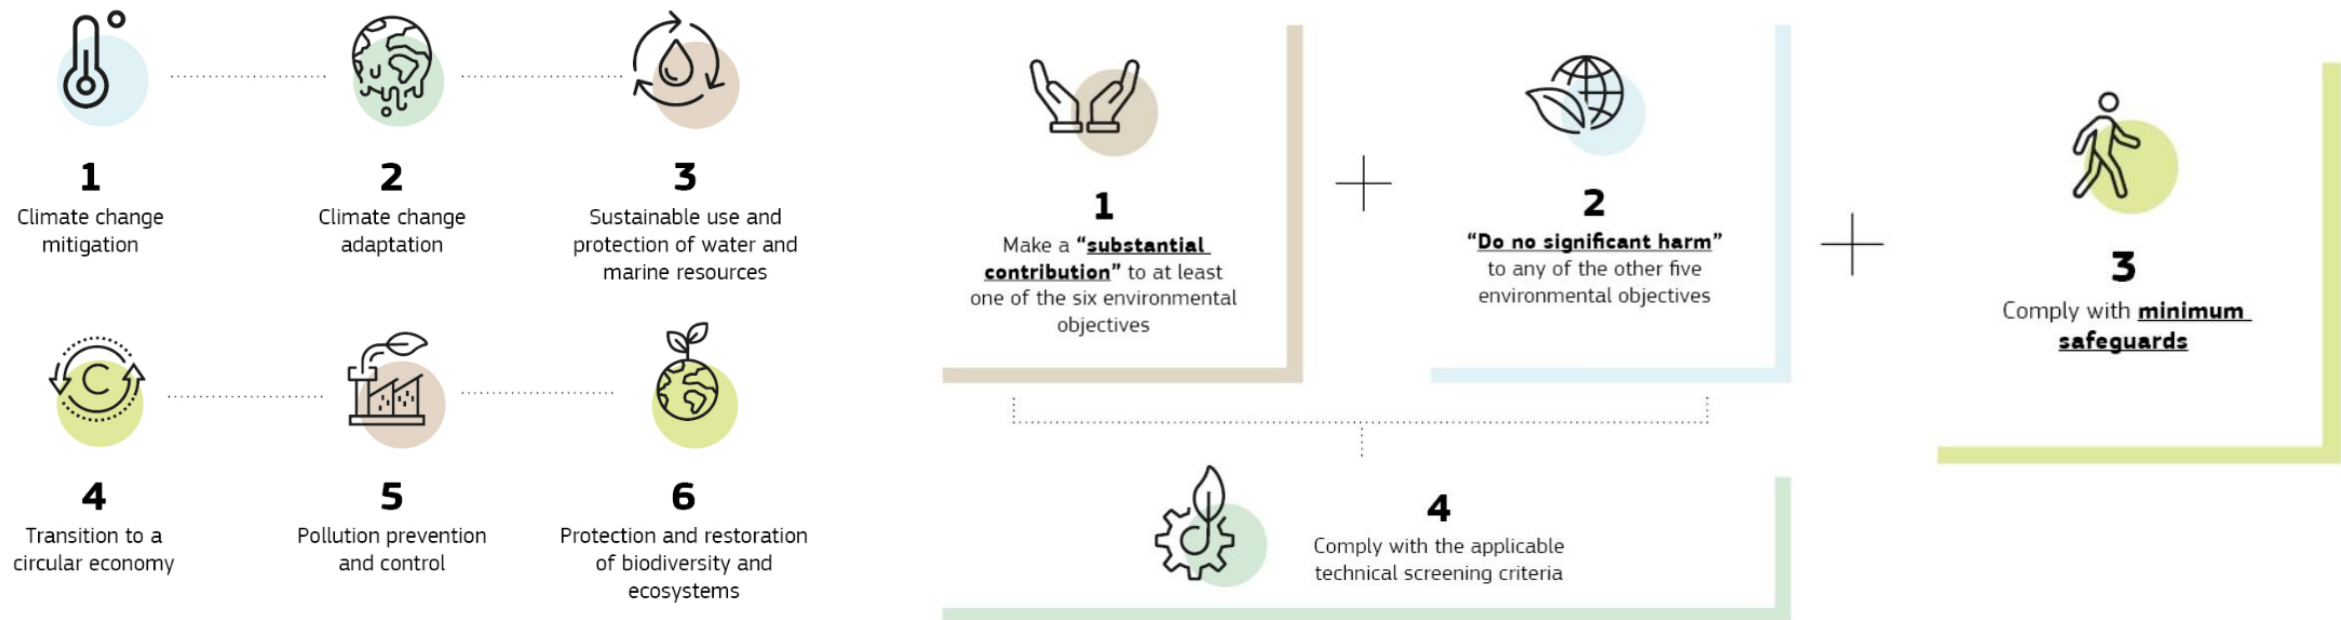 1
Climate change
mitigation
2
Climate change
adaptation
3
Sustainable use and
protection of water and
marine resources
4
Transition to a
circular economy
5
Pollution prevention
and control
6
Protection and restoration
of biodiversity and
ecosystems
1
Make a “substantial
contribution” to at least
one of the six environmental
objectives
2
“Do no significant harm”
to any of the other five
environmental objectives
3
Comply with minimum
safeguards
4
Comply with the applicable
technical screening criteria